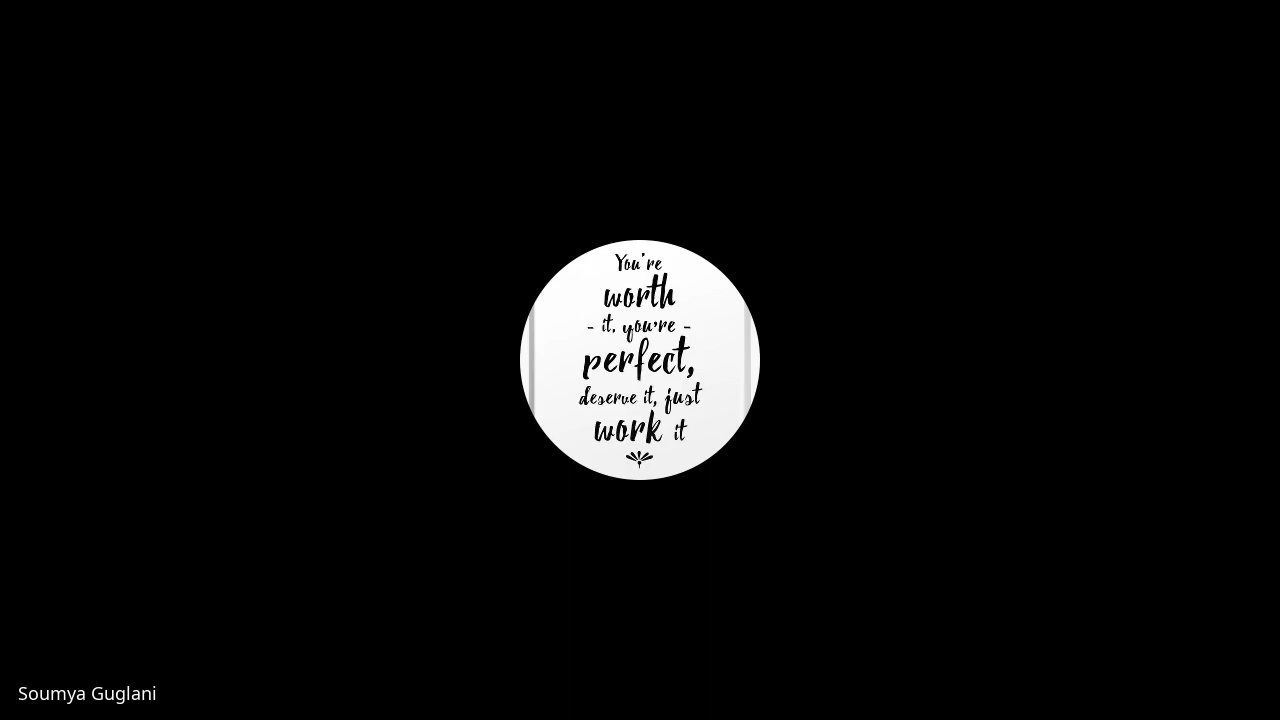 You're
worth
- it, you're -
perfect,
deserve it, just
work it
Soumya Guglani